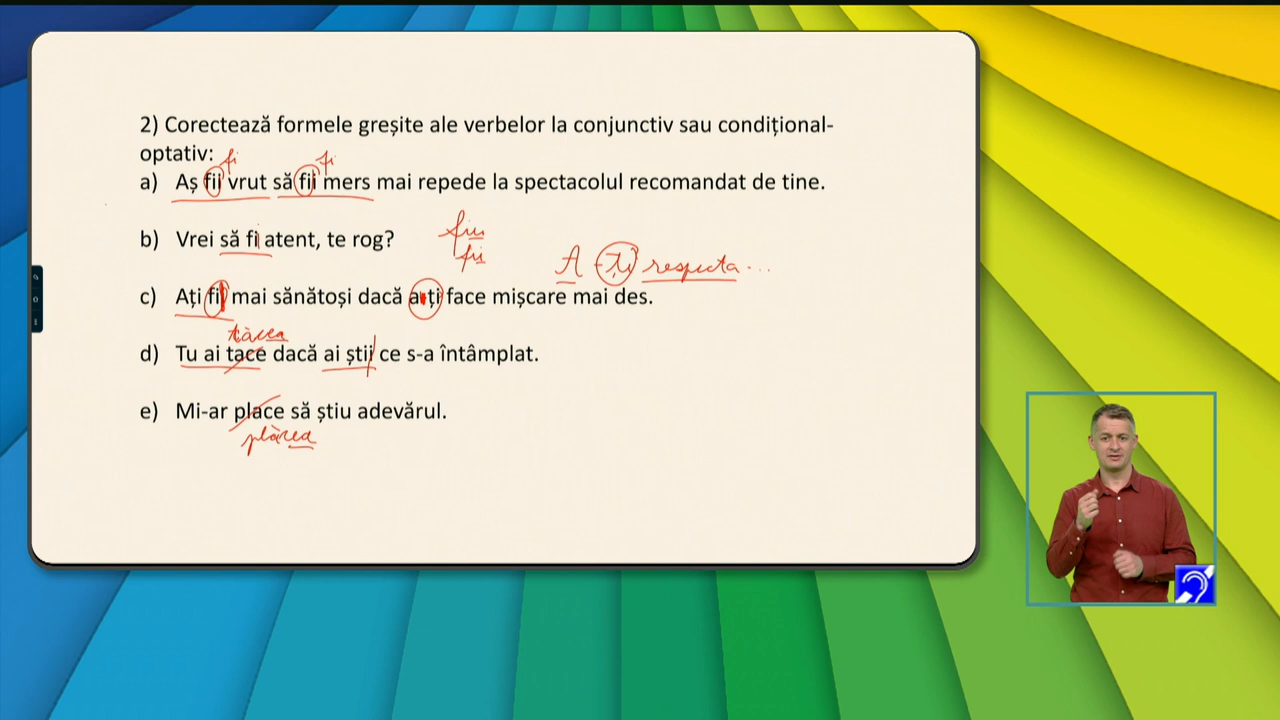 2) Corectează formele greșite ale verbelor la conjunctiv sau condițional-
optativ:
fi fi
a) Aș fii vrut să fii mers mai repede la spectacolul recomandat de tine.
b) Vrei să fi atent, te rog?
fii
A -ți respecta...
c) Ați fii mai sănătoși dacă ați face mișcare mai des.
tăcea
d) Tu ai tace dacă ai știi ce s-a întâmplat.
e) Mi-ar place să știu adevărul.
plăcea